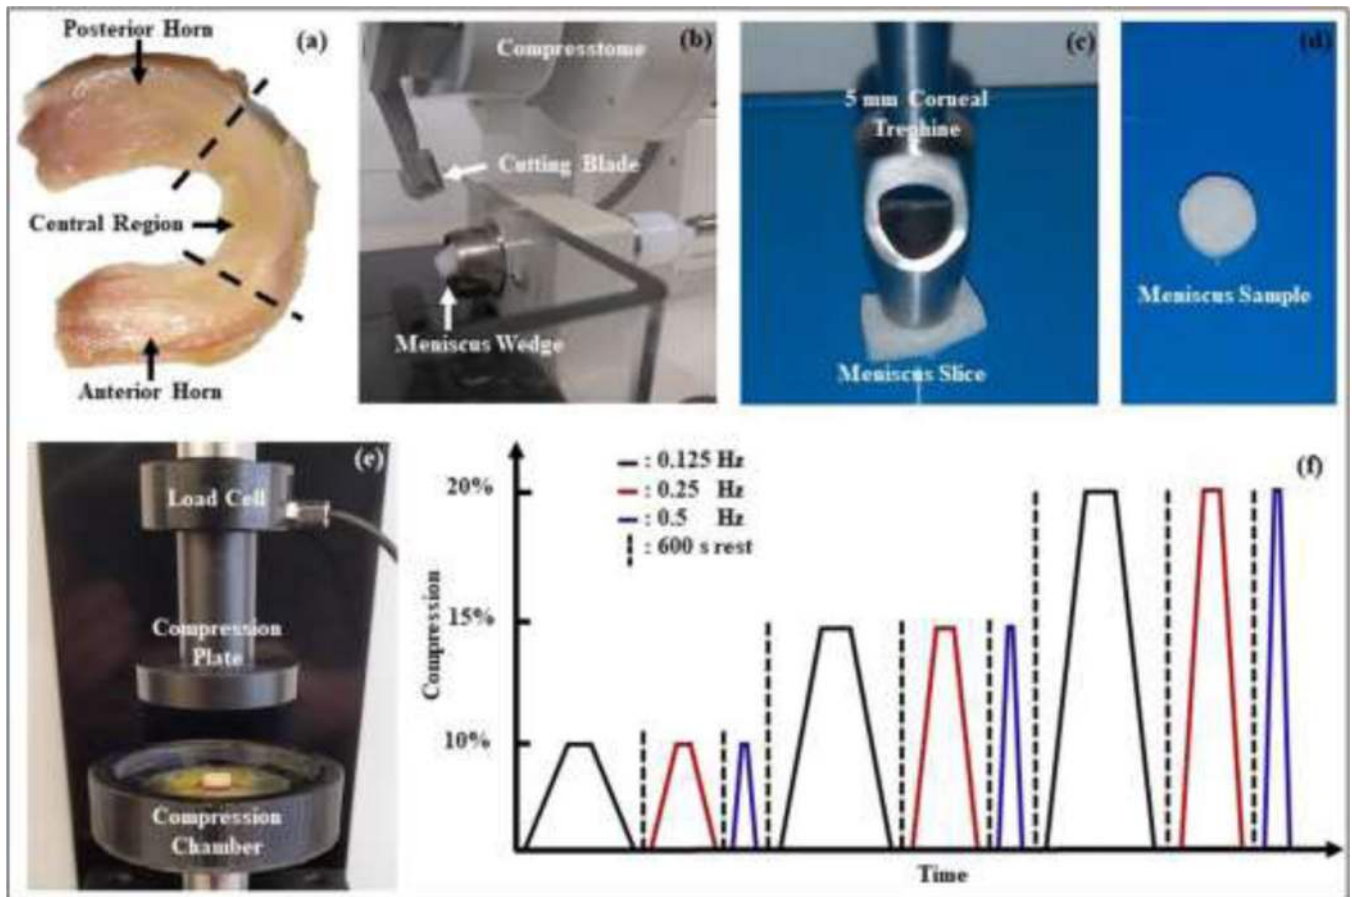 Posterior Horn
(a)
Central Region
Anterior Horn
(b)
Compresstome
Cutting Blade
Meniscus Wedge
(c)
5 mm Corneal
Trephine
Meniscus Slice
(d)
Meniscus Sample
(e)
Load Cell
Compression
Plate
Compression
Chamber
(f)
: 0.125 Hz
: 0.25 Hz
: 0.5 Hz
: 600 s rest
20%
15%
10%
Compression
Time